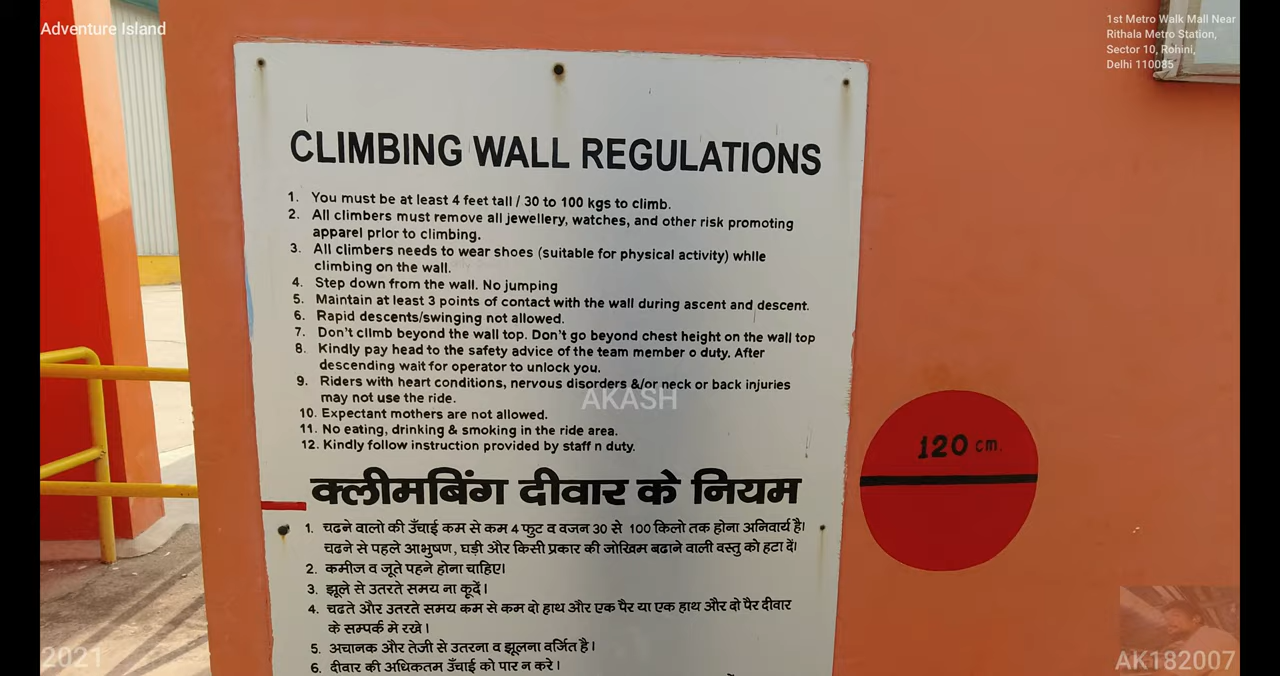 Adventure Island
1st Metro Walk Mall Near
Rithala Metro Station,
Sector 10, Rohini,
Delhi 110085
CLIMBING WALL REGULATIONS
1. You must be at least 4 feet tall / 30 to 100 kgs to climb.
2. All climbers must remove all jewellery, watches, and other risk promoting
apparel prior to climbing.
3. All climbers needs to wear shoes (suitable for physical activity) while
climbing on the wall.
4. Step down from the wall. No jumping
5. Maintain at least 3 points of contact with the wall during ascent and descent.
6. Rapid descents/swinging not allowed.
7. Don't climb beyond the wall top. Don't go beyond chest height on the wall top
8. Kindly pay head to the safety advice of the team member o duty. After
descending wait for operator to unlock you.
9. Riders with heart conditions, nervous disorders &/or neck or back injuries
may not use the ride.
AKASH
10. Expectant mothers are not allowed.
11. No eating, drinking & smoking in the ride area.
12. Kindly follow instruction provided by staff n duty.
120 cm.
क्लीमबिंग दीवार के नियम
1. चढने वालो की उँचाई कम से कम 4 फुट व वजन 30 से 100 किलो तक होना अनिवार्य है।
चढने से पहले आभुषण, घड़ी और किसी प्रकार की जोखिम बढाने वाली वस्तु को हटा दें।
2. कमीज व जूते पहने होना चाहिए।
3. झूले से उतरते समय ना कूदें।
4. चढते और उतरते समय कम से कम दो हाथ और एक पैर या एक हाथ और दो पैर दीवार
के सम्पर्क मे रखे।
5. अचानक और तेजी से उतरना व झूलना वर्जित है।
6. दीवार की अधिकतम उँचाई को पार न करे।
2021
AK182007